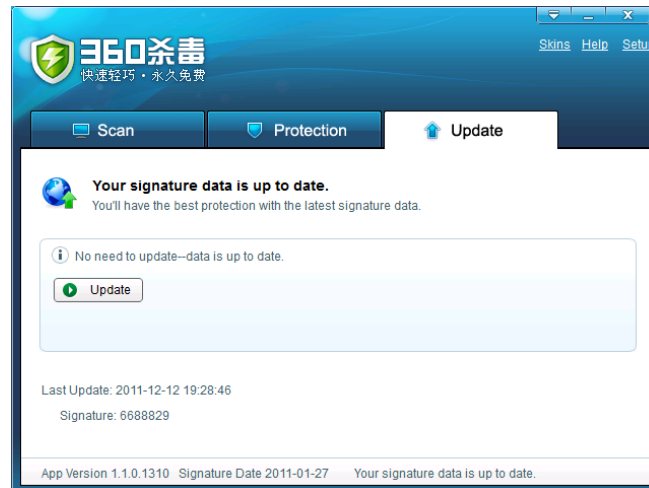 360杀毒
快速轻巧·永久免费
Skins Help Setu
Scan Protection Update
Your signature data is up to date.
You'll have the best protection with the latest signature data.
No need to update--data is up to date.
Update
Last Update: 2011-12-12 19:28:46
Signature: 6688829
App Version 1.1.0.1310 Signature Date 2011-01-27 Your signature data is up to date.